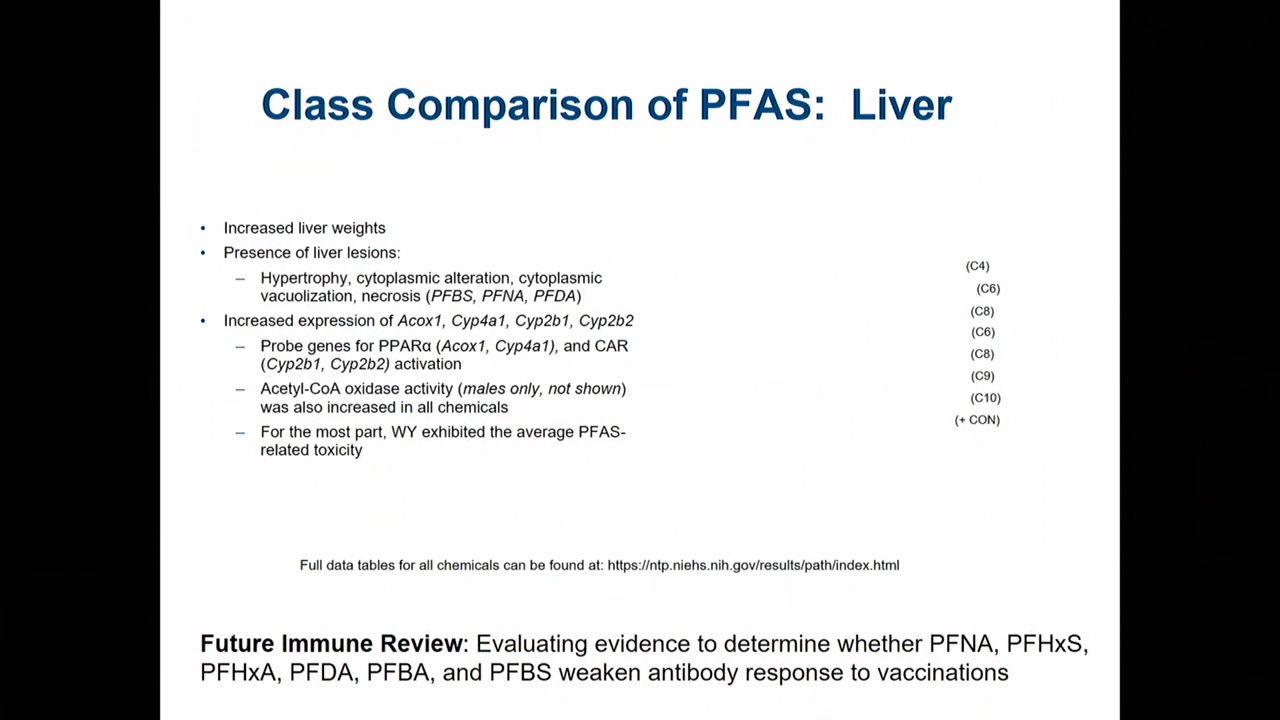 Class Comparison of PFAS: Liver
• Increased liver weights
• Presence of liver lesions:
– Hypertrophy, cytoplasmic alteration, cytoplasmic
vacuolization, necrosis (PFBS, PFNA, PFDA)
• Increased expression of Acox1, Cyp4a1, Cyp2b1, Cyp2b2
– Probe genes for PPARα (Acox1, Cyp4a1), and CAR
(Cyp2b1, Cyp2b2) activation
– Acetyl-CoA oxidase activity (males only, not shown)
was also increased in all chemicals
– For the most part, WY exhibited the average PFAS-
related toxicity
(C4)
(C6)
(C8)
(C6)
(C8)
(C9)
(C10)
(+ CON)
Full data tables for all chemicals can be found at: https://ntp.niehs.nih.gov/results/path/index.html
Future Immune Review: Evaluating evidence to determine whether PFNA, PFHxS,
PFHxA, PFDA, PFBA, and PFBS weaken antibody response to vaccinations